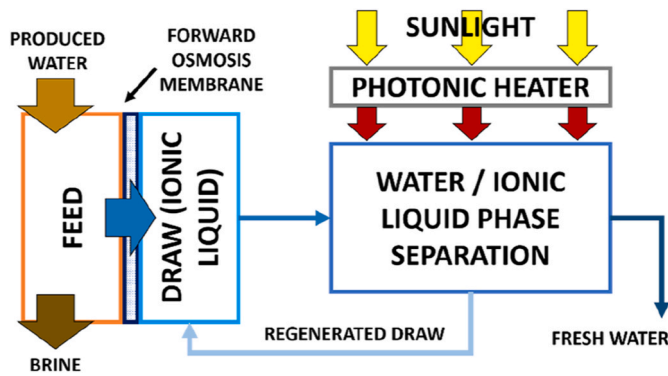 PRODUCED
WATER
FORWARD
OSMOSIS
MEMBRANE
SUNLIGHT
PHOTONIC HEATER
FEED
DRAW (IONIC
LIQUID)
WATER / IONIC
LIQUID PHASE
SEPARATION
REGENERATED DRAW
FRESH WATER
BRINE